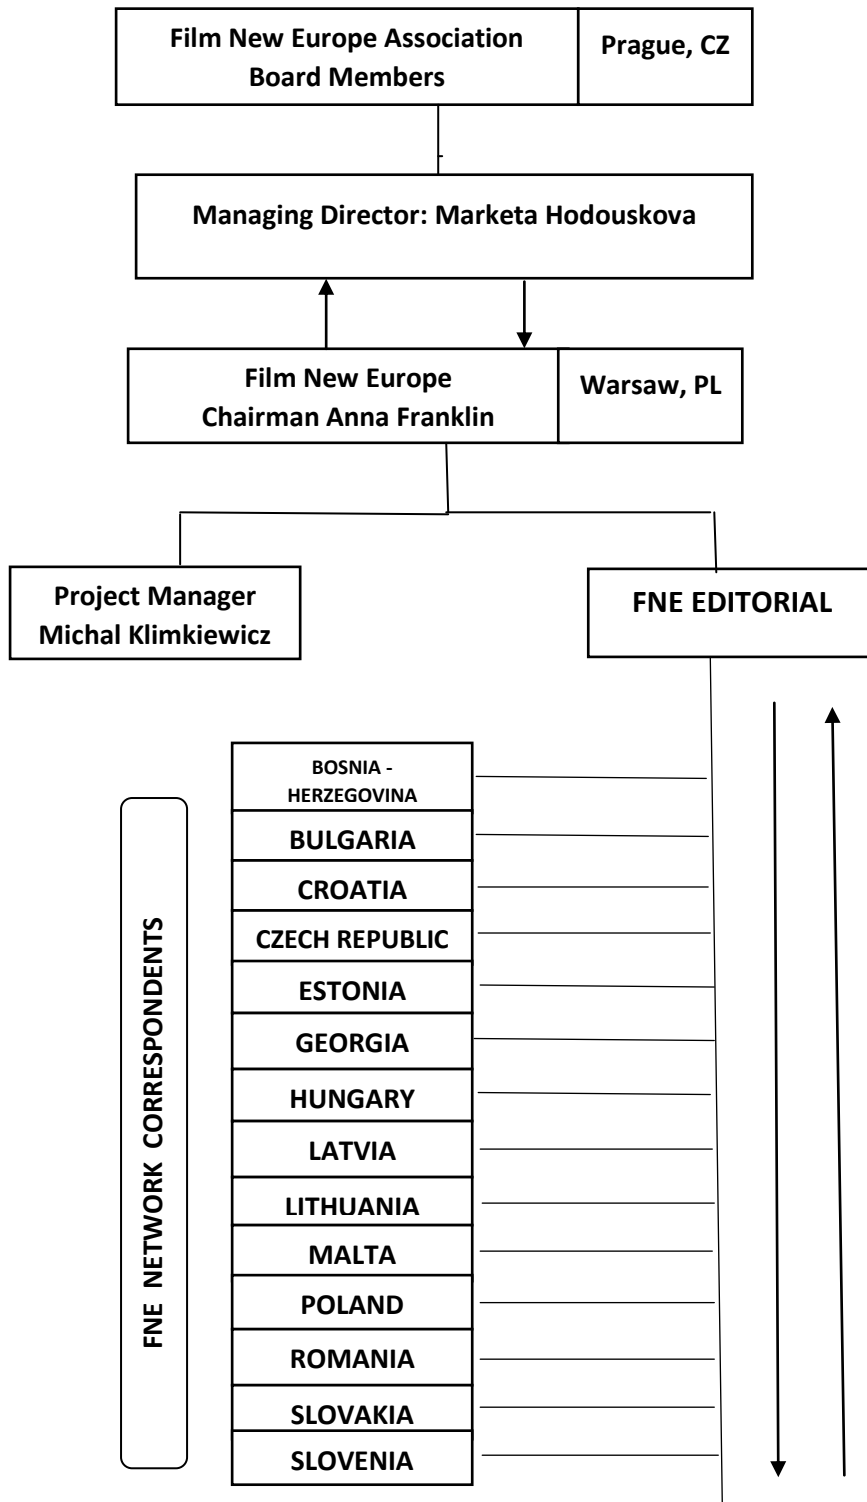 Film New Europe Association
Board Members
Prague, CZ
Managing Director: Marketa Hodouskova
Film New Europe
Chairman Anna Franklin
Warsaw, PL
Project Manager
Michal Klimkiewicz
FNE EDITORIAL
FNE NETWORK CORRESPONDENTS
BOSNIA -
HERZEGOVINA
BULGARIA
CROATIA
CZECH REPUBLIC
ESTONIA
GEORGIA
HUNGARY
LATVIA
LITHUANIA
MALTA
POLAND
ROMANIA
SLOVAKIA
SLOVENIA